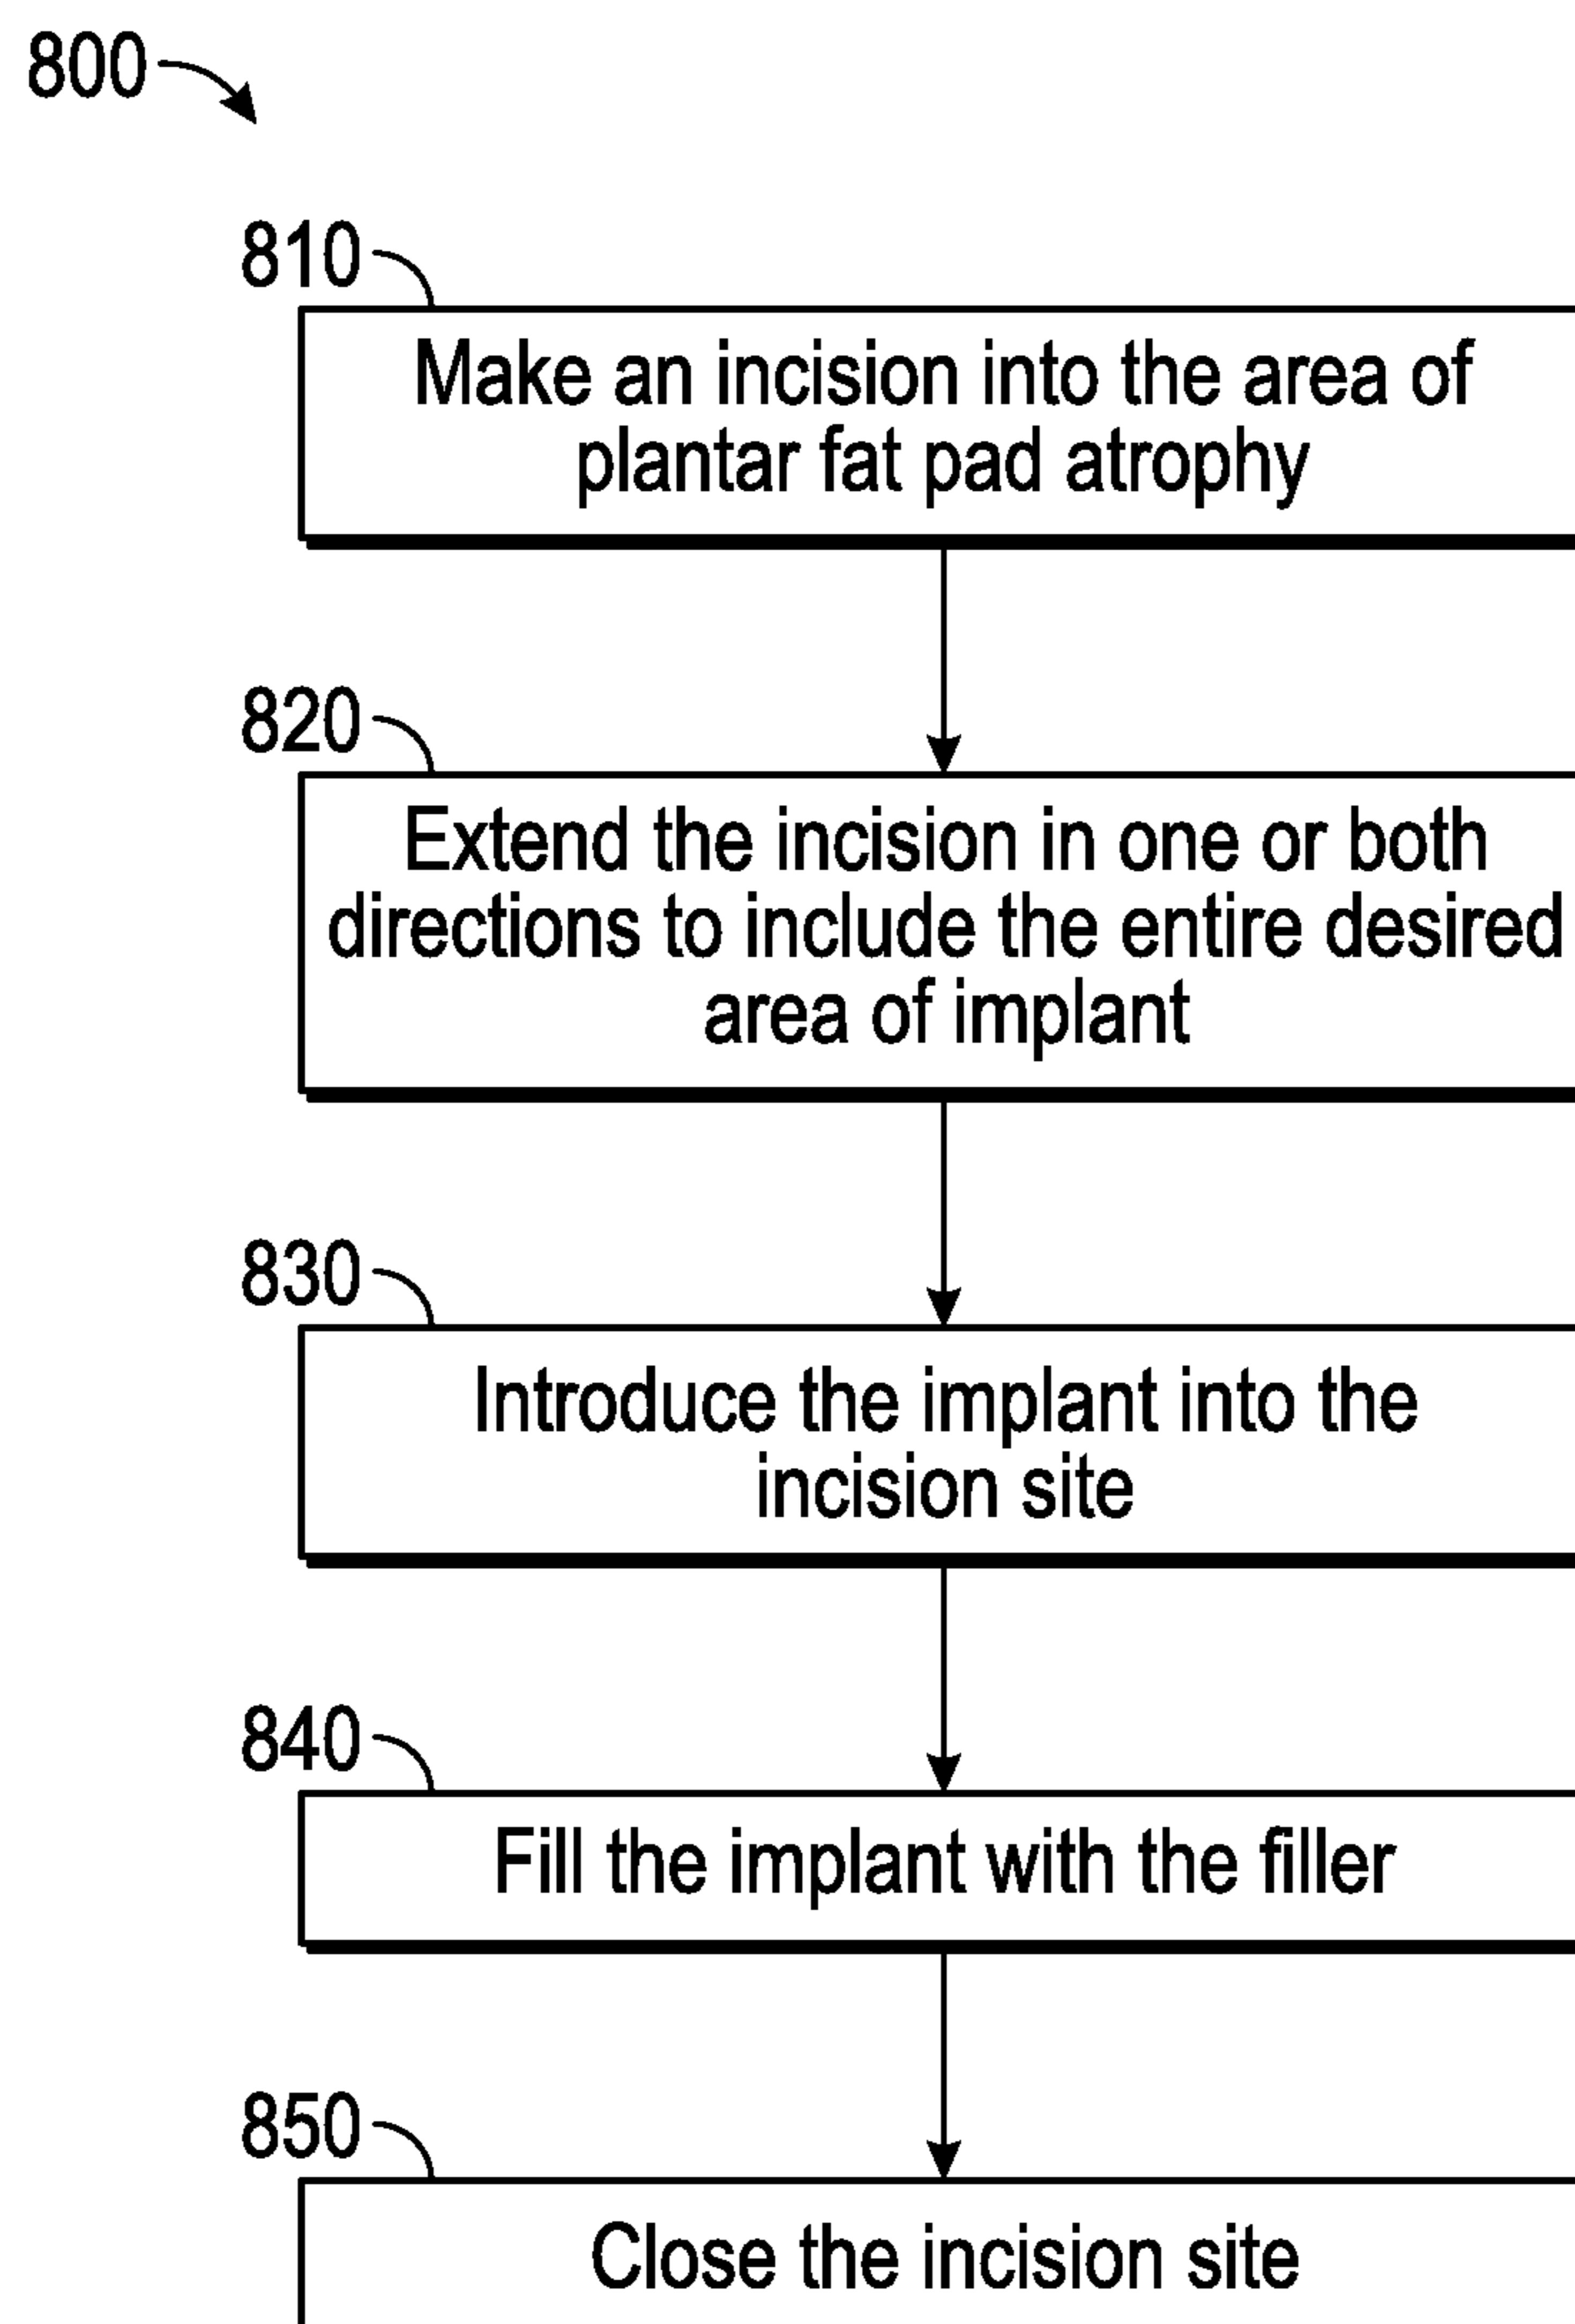 800
810
Make an incision into the area of
plantar fat pad atrophy
820
Extend the incision in one or both
directions to include the entire desired
area of implant
830
Introduce the implant into the
incision site
840
Fill the implant with the filler
850
Close the incision site